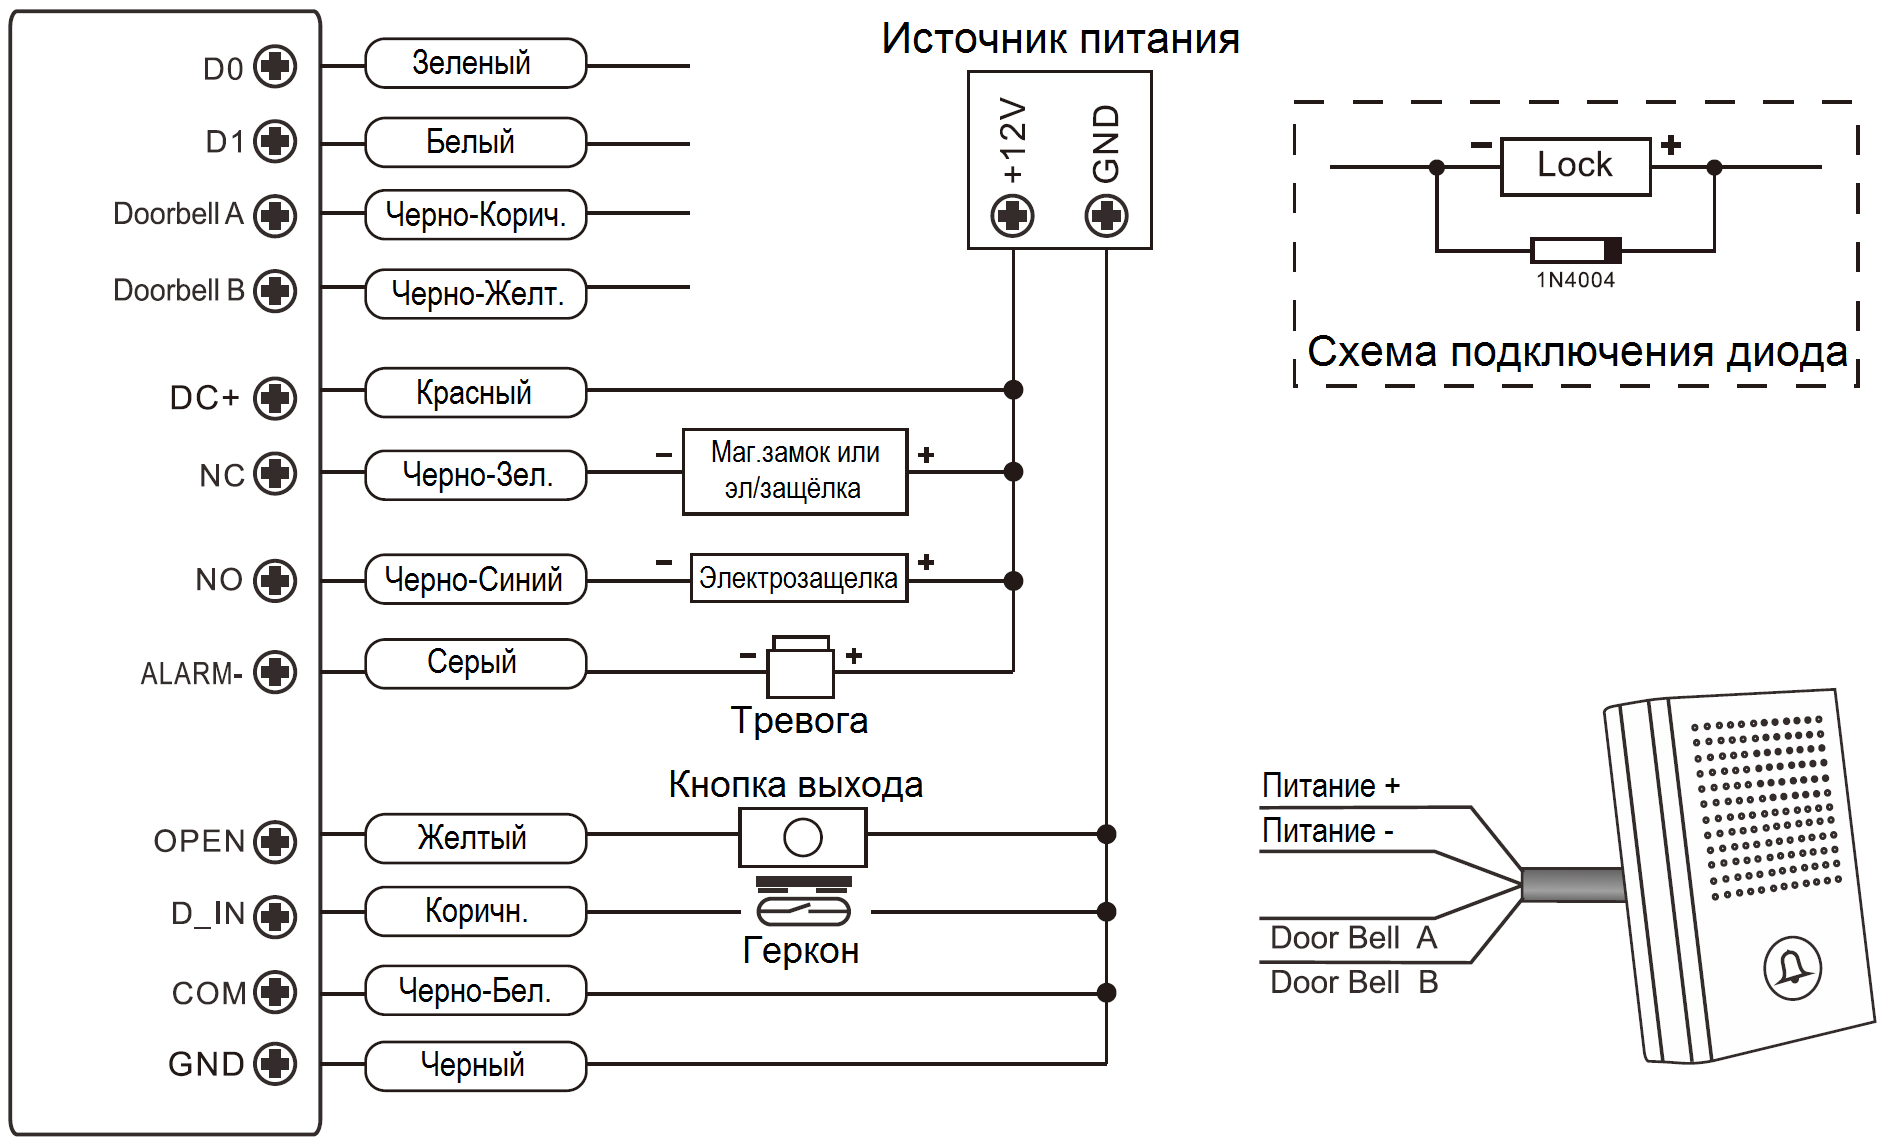 Источник питания
+12V
GND
D0
Зеленый
D1
Белый
Doorbell A
Черно-Корич.
Doorbell B
Черно-Желт.
DC+
Красный
NC
Черно-Зел.
-
Маг.замок или
эл/защёлка
+
NO
Черно-Синий
-
Электрозащелка
+
ALARM-
Серый
-
+
Тревога
Кнопка выхода
OPEN
Желтый
D_IN
Коричн.
Геркон
COM
Черно-Бел.
GND
Черный
-
Lock
+
1N4004
Схема подключения диода
Питание +
Питание -
Door Bell A
Door Bell B